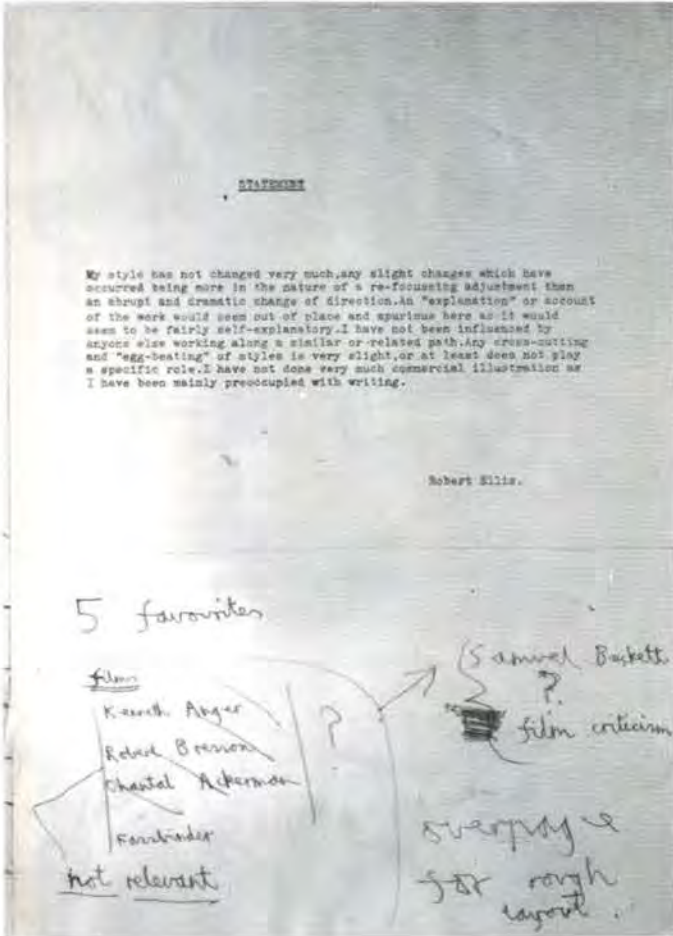 STATEMENT
My style has not changed very much,any slight changes which have
occurred being more in the nature of a re-focussing adjustment than
an abrupt and dramatic change of direction.An "explanation" or account
of the work would seem out of place and spurious here as it would
seem to be fairly self-explanatory.I have not been influenced by
anyone else working along a similar or related path.Any cross-cutting
and "egg-beating" of styles is very slight,or at least does not play
a specific role.I have not done very much commercial illustration as
I have been mainly preoccupied with writing.
Robert Ellis.
5 favourites
films
Kenneth Anger
Robert Bresson
Chantal Ackerman
Fassbinder
?
not relevant
Samuel Beckett
?
film criticism
overpage
for rough
layout.